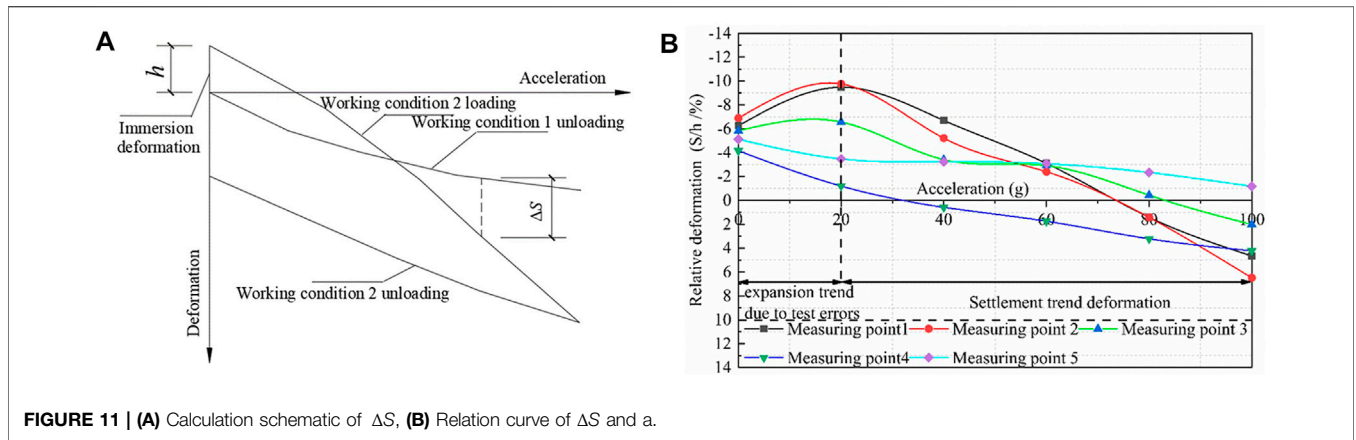 A
h
Acceleration
Working condition 2 loading
Working condition 1 unloading
Immersion
deformation
ΔS
Working condition 2 unloading
Deformation
B
Relative deformation (S/h /%)
-14
-12
-10
-8
-6
-4
-2
0
2
4
6
8
10
12
14
Acceleration (g)
0 20 40 60 80 100
expansion trend
due to test errors
Settlement trend deformation
Measuring point1 Measuring point 2 Measuring point 3
Measuring point4 Measuring point 5
FIGURE 11 | (A) Calculation schematic of ΔS, (B) Relation curve of ΔS and a.